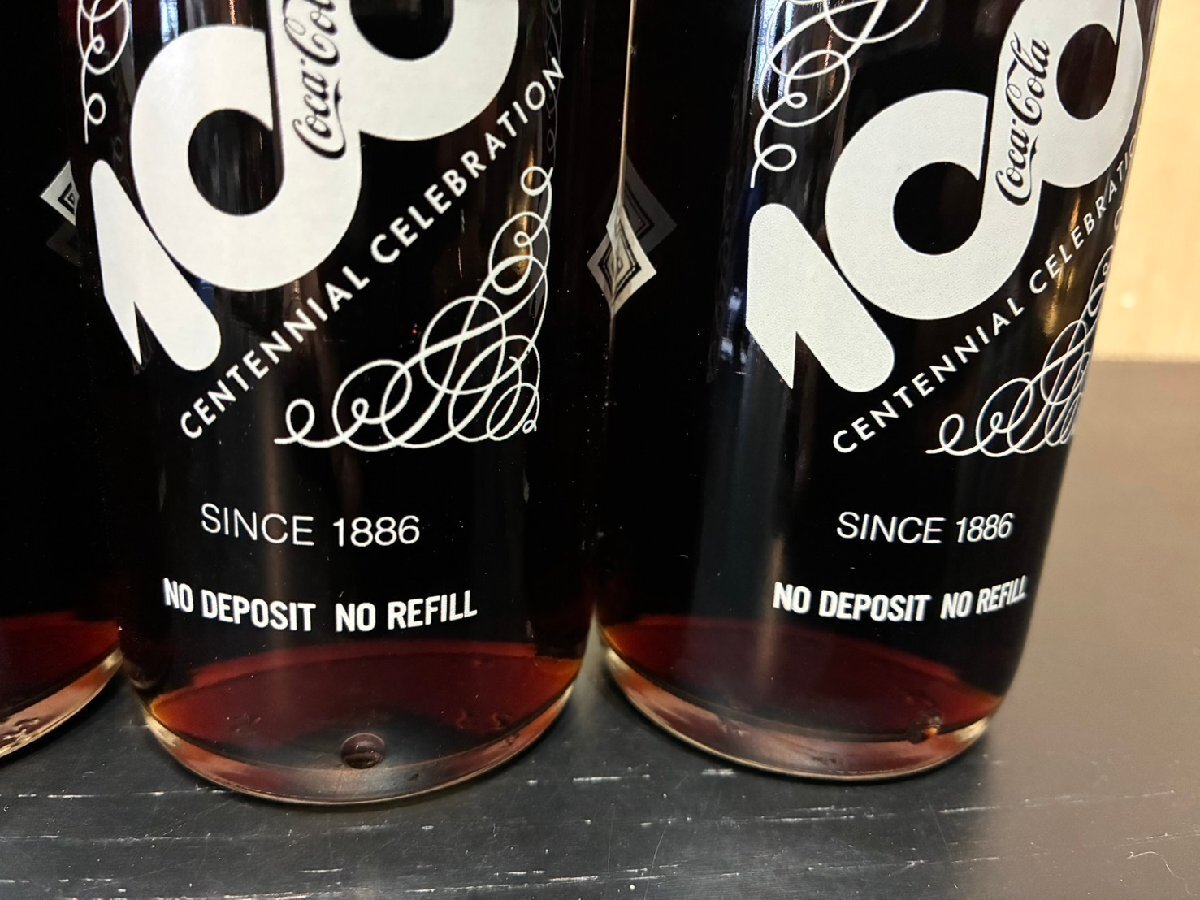 100
Coca-Cola
CENTENNIAL CELEBRATION
SINCE 1886
NO DEPOSIT NO REFILL
100
Coca-Cola
CENTENNIAL CELEBRATION
SINCE 1886
NO DEPOSIT NO REFILL